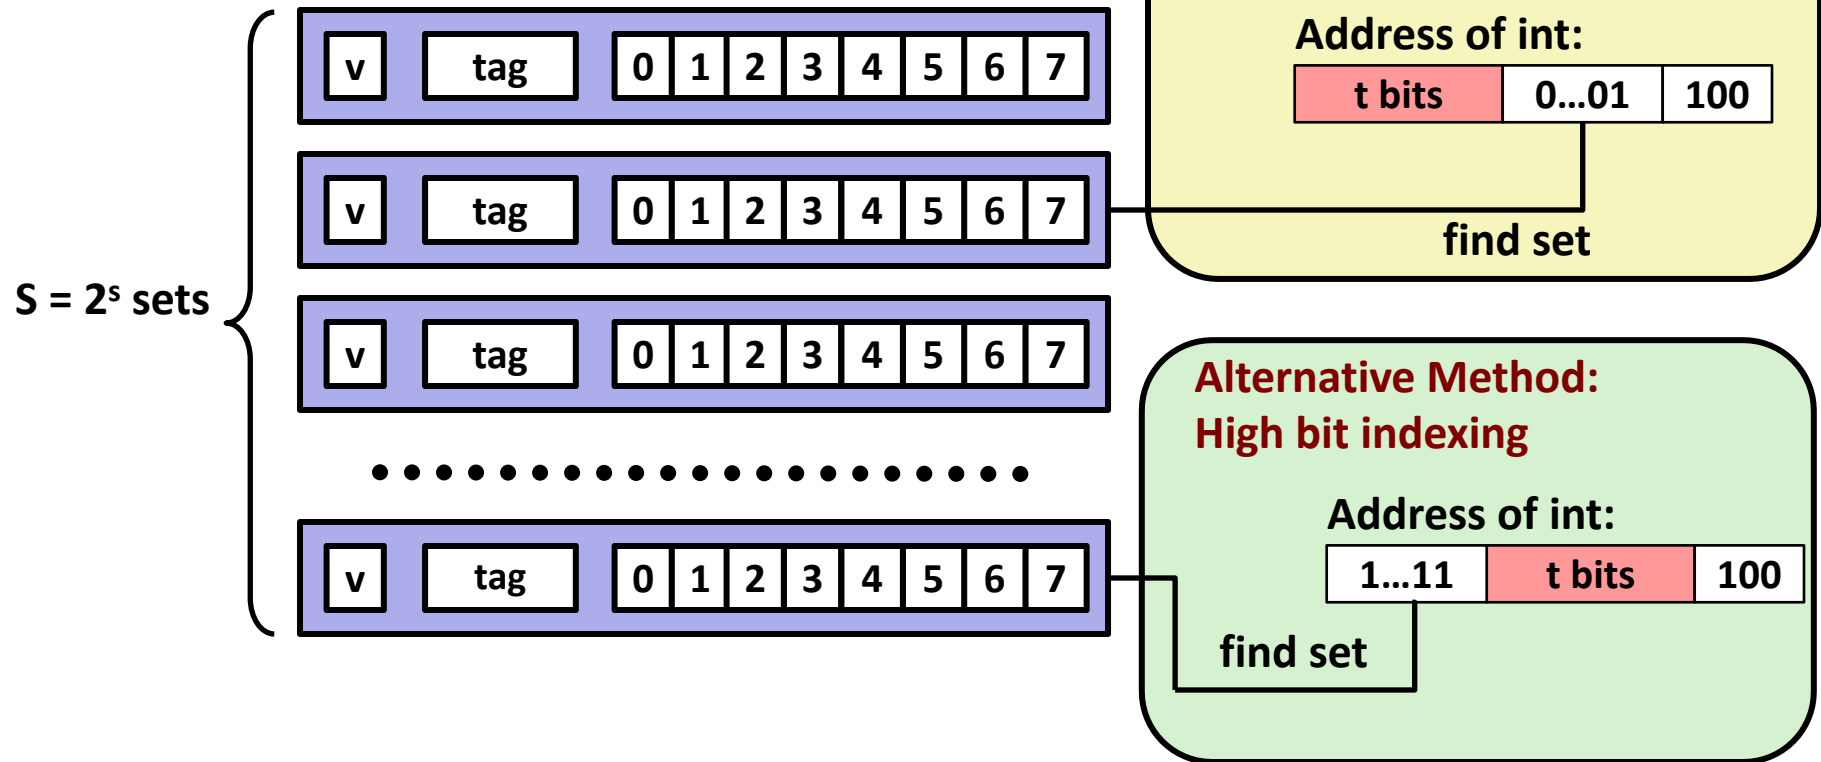 v tag 0 1 2 3 4 5 6 7
Address of int:
t bits 0...01 100
v tag 0 1 2 3 4 5 6 7
find set
S = 2ˢ sets
v tag 0 1 2 3 4 5 6 7
Alternative Method:
High bit indexing
Address of int:
v tag 0 1 2 3 4 5 6 7
1...11 t bits 100
find set